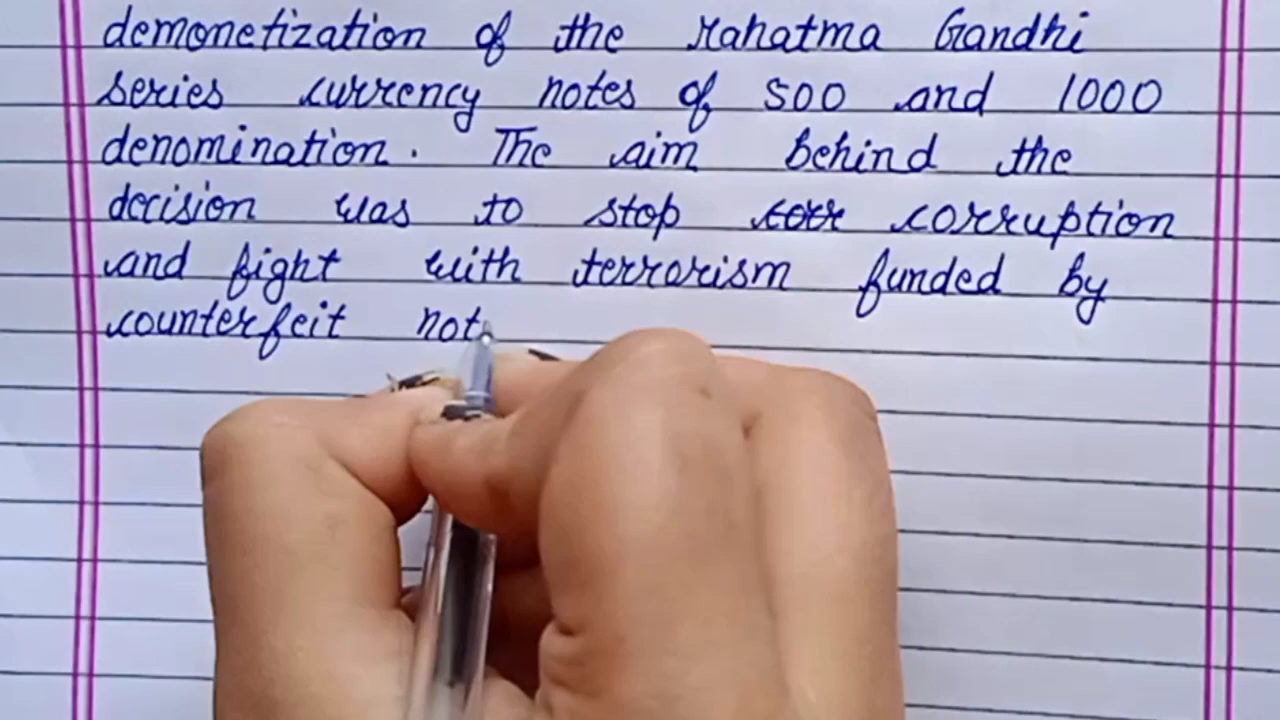 demonetization of the Mahatma Gandhi
series currency notes of 500 and 1000
denomination. The aim behind the
decision was to stop corr corruption
and fight with terrorism funded by
counterfeit not